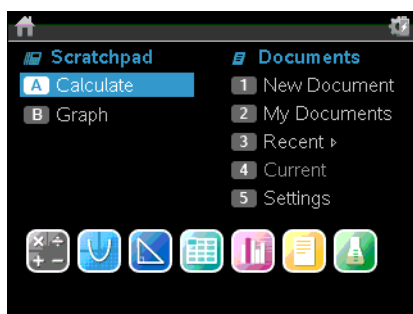 Scratchpad
A Calculate
B Graph
Documents
1 New Document
2 My Documents
3 Recent ▸
4 Current
5 Settings